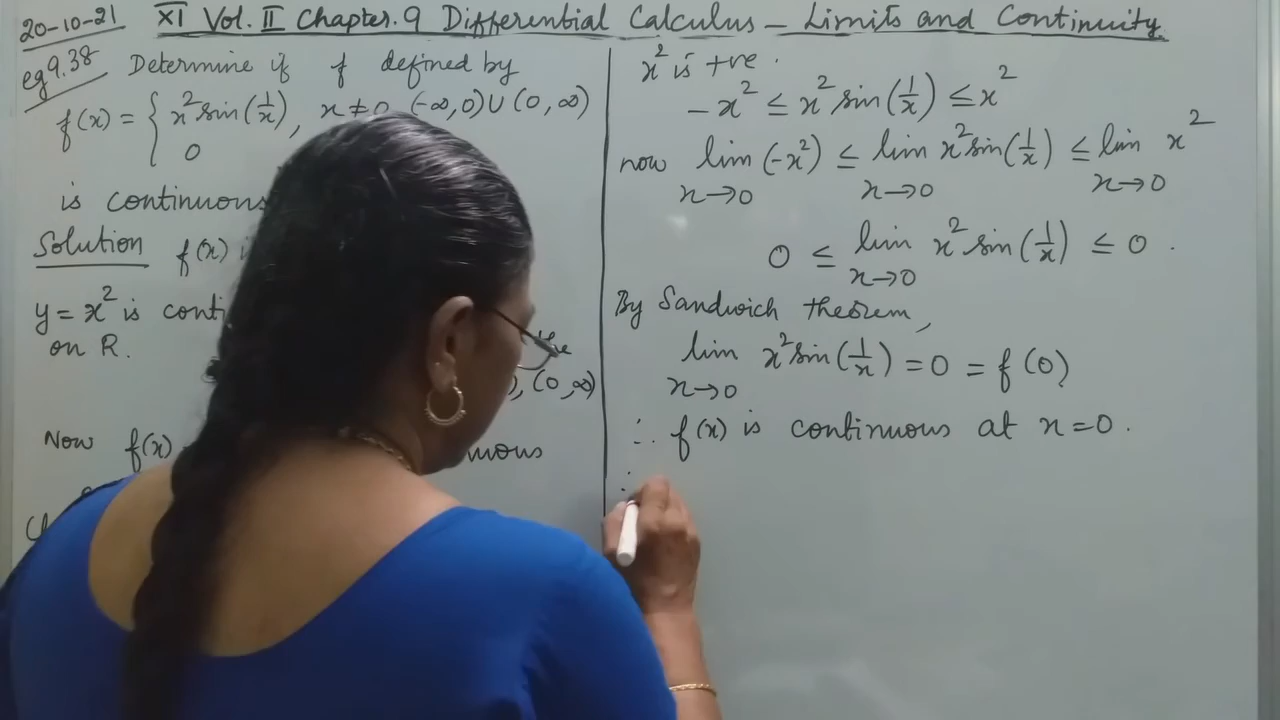 20-10-21 XI Vol. II Chapter. 9 Differential Calculus - Limits and Continuity
eg 9.38 Determine if f defined by
f(x) = { x² sin(1/x), x ≠ 0 (-∞,0) ∪ (0,∞)
0
is continuous
Solution f(x)
y = x² is
on R.
, (0,∞)
Now f(x)
x² is +ve.
-x² ≤ x² sin(1/x) ≤ x²
now lim (-x²) ≤ lim x² sin(1/x) ≤ lim x²
x→0 x→0 x→0
0 ≤ lim x² sin(1/x) ≤ 0.
x→0
By Sandwich theorem,
lim x² sin(1/x) = 0 = f(0)
x→0
∴ f(x) is continuous at x=0.